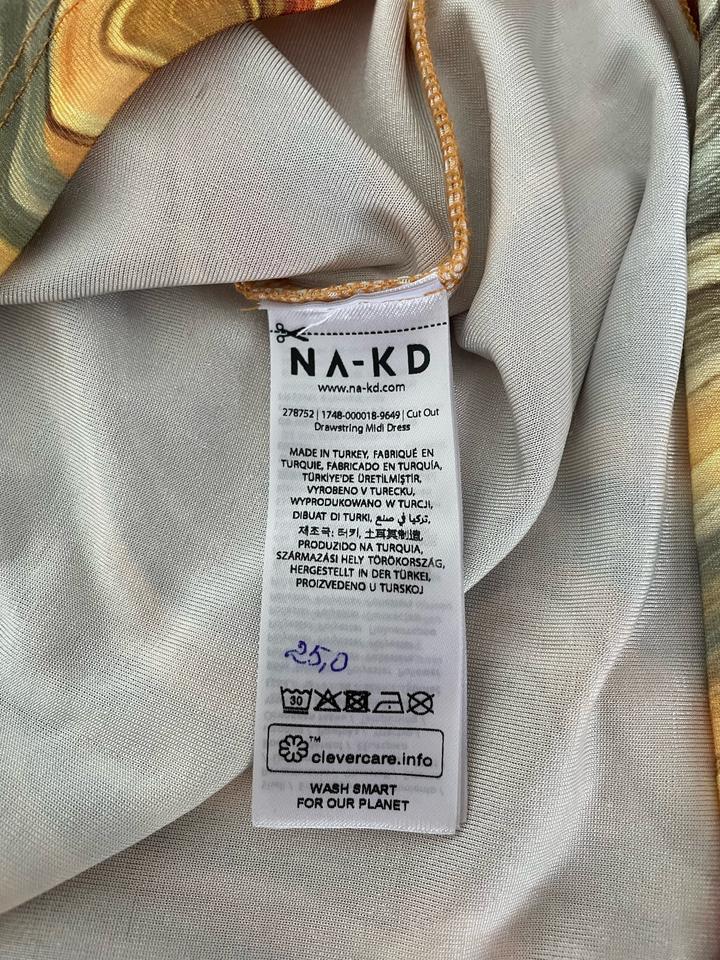 NA-KD
www.na-kd.com
278752 | 1748-000018-9649 | Cut Out
Drawstring Midi Dress
MADE IN TURKEY, FABRIQUÉ EN
TURQUIE, FABRICADO EN TURQUÍA,
TÜRKİYE'DE ÜRETİLMİŞTİR,
VYROBENO V TURECKU,
WYPRODUKOWANO W TURCJI,
DIBUAT DI TURKI, تركيا في صنع,
제조국: 터키, 土耳其制造,
PRODUZIDO NA TURQUIA,
SZÁRMAZÁSI HELY TÖRÖKORSZÁG,
HERGESTELLT IN DER TÜRKEI,
PROIZVEDENO U TURSKOJ
25,0
30
™
clevercare.info
WASH SMART
FOR OUR PLANET